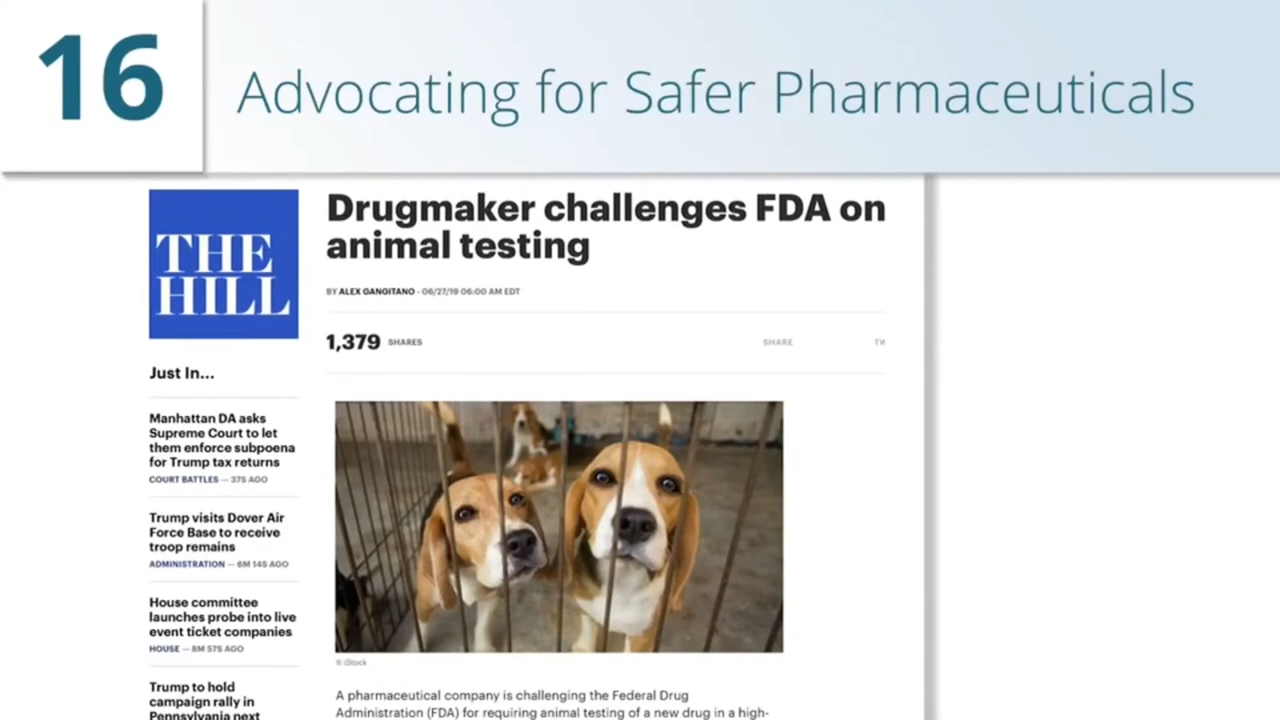 16
Advocating for Safer Pharmaceuticals
THE
HILL
Drugmaker challenges FDA on
animal testing
BY ALEX GANGITANO - 06/27/19 06:00 AM EDT
1,379 SHARES
SHARE
TW
Just In...
Manhattan DA asks
Supreme Court to let
them enforce subpoena
for Trump tax returns
COURT BATTLES — 37S AGO
Trump visits Dover Air
Force Base to receive
troop remains
ADMINISTRATION — 6M 14S AGO
House committee
launches probe into live
event ticket companies
HOUSE — 8M 57S AGO
Trump to hold
campaign rally in
Pennsylvania next
© iStock
A pharmaceutical company is challenging the Federal Drug
Administration (FDA) for requiring animal testing of a new drug in a high-